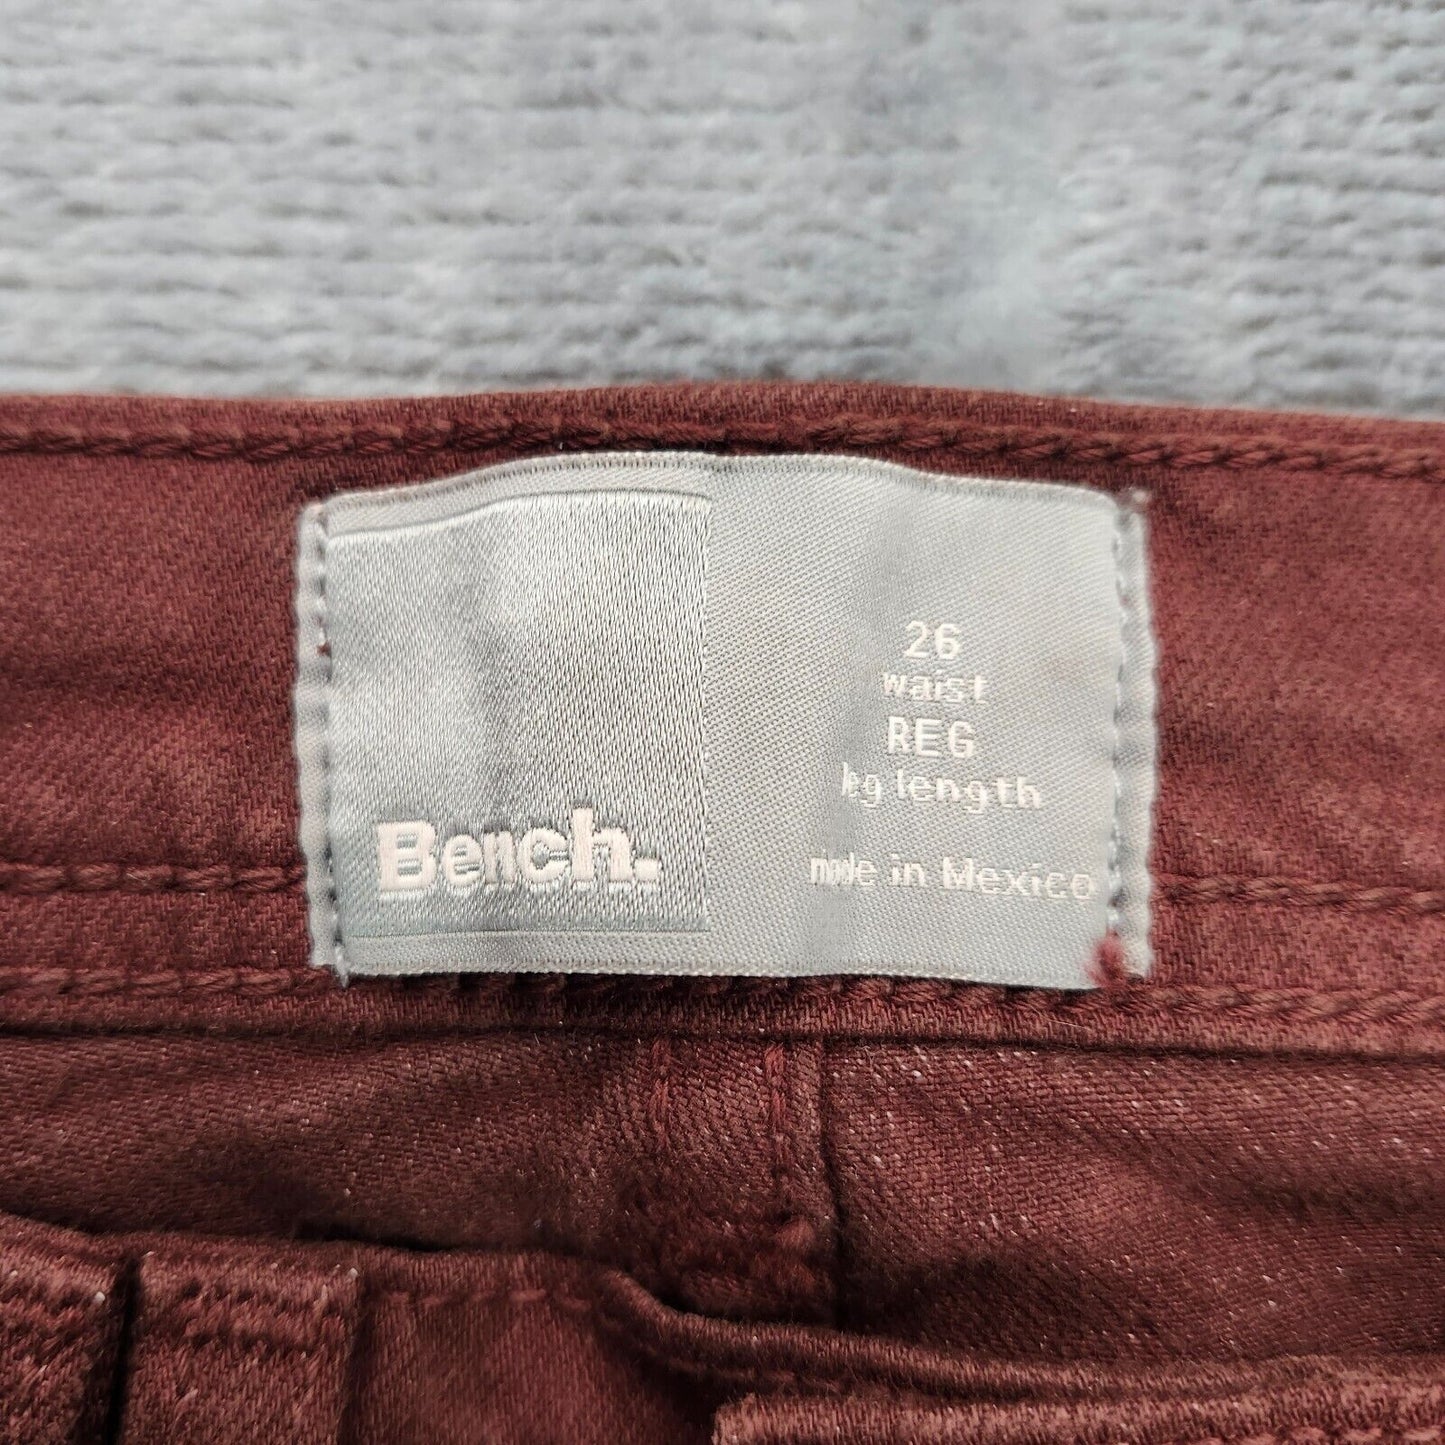 Bench.
26
waist
REG
leg length
made in Mexico